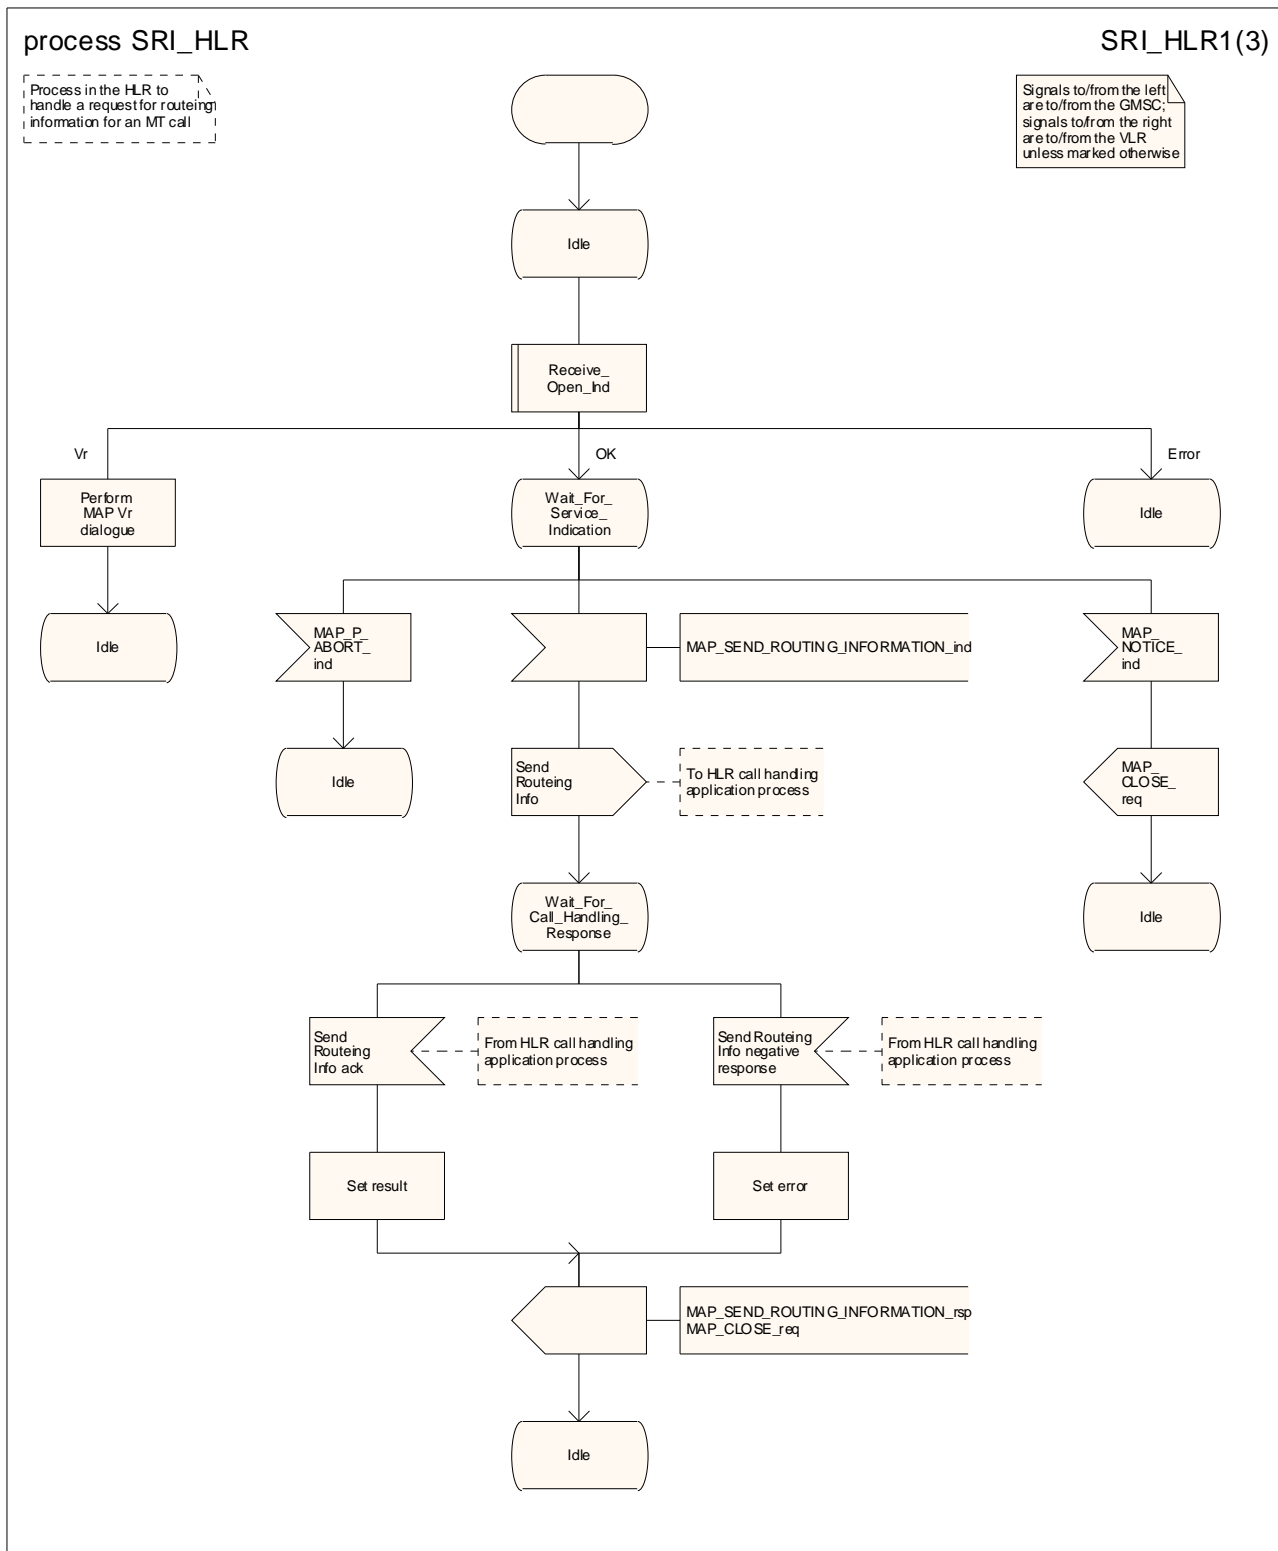 process SRI_HLR
SRI_HLR1(3)
Process in the HLR to
handle a request for routeing
information for an MT call
Signals to/from the left
are to/from the GMSC;
signals to/from the right
are to/from the VLR
unless marked otherwise
Idle
Receive_
Open_Ind
Vr
OK
Error
Perform
MAP Vr
dialogue
Wait_For_
Service_
Indication
Idle
Idle
MAP_P_
ABORT_
ind
MAP_SEND_ROUTING_INFORMATION_ind
MAP_
NOTICE_
ind
Idle
Send
Routeing
Info
To HLR call handling
application process
MAP_
CLOSE_
req
Wait_For_
Call_Handling_
Response
Idle
Send
Routeing
Info ack
From HLR call handling
application process
Send Routeing
Info negative
response
From HLR call handling
application process
Set result
Set error
MAP_SEND_ROUTING_INFORMATION_rsp
MAP_CLOSE_req
Idle